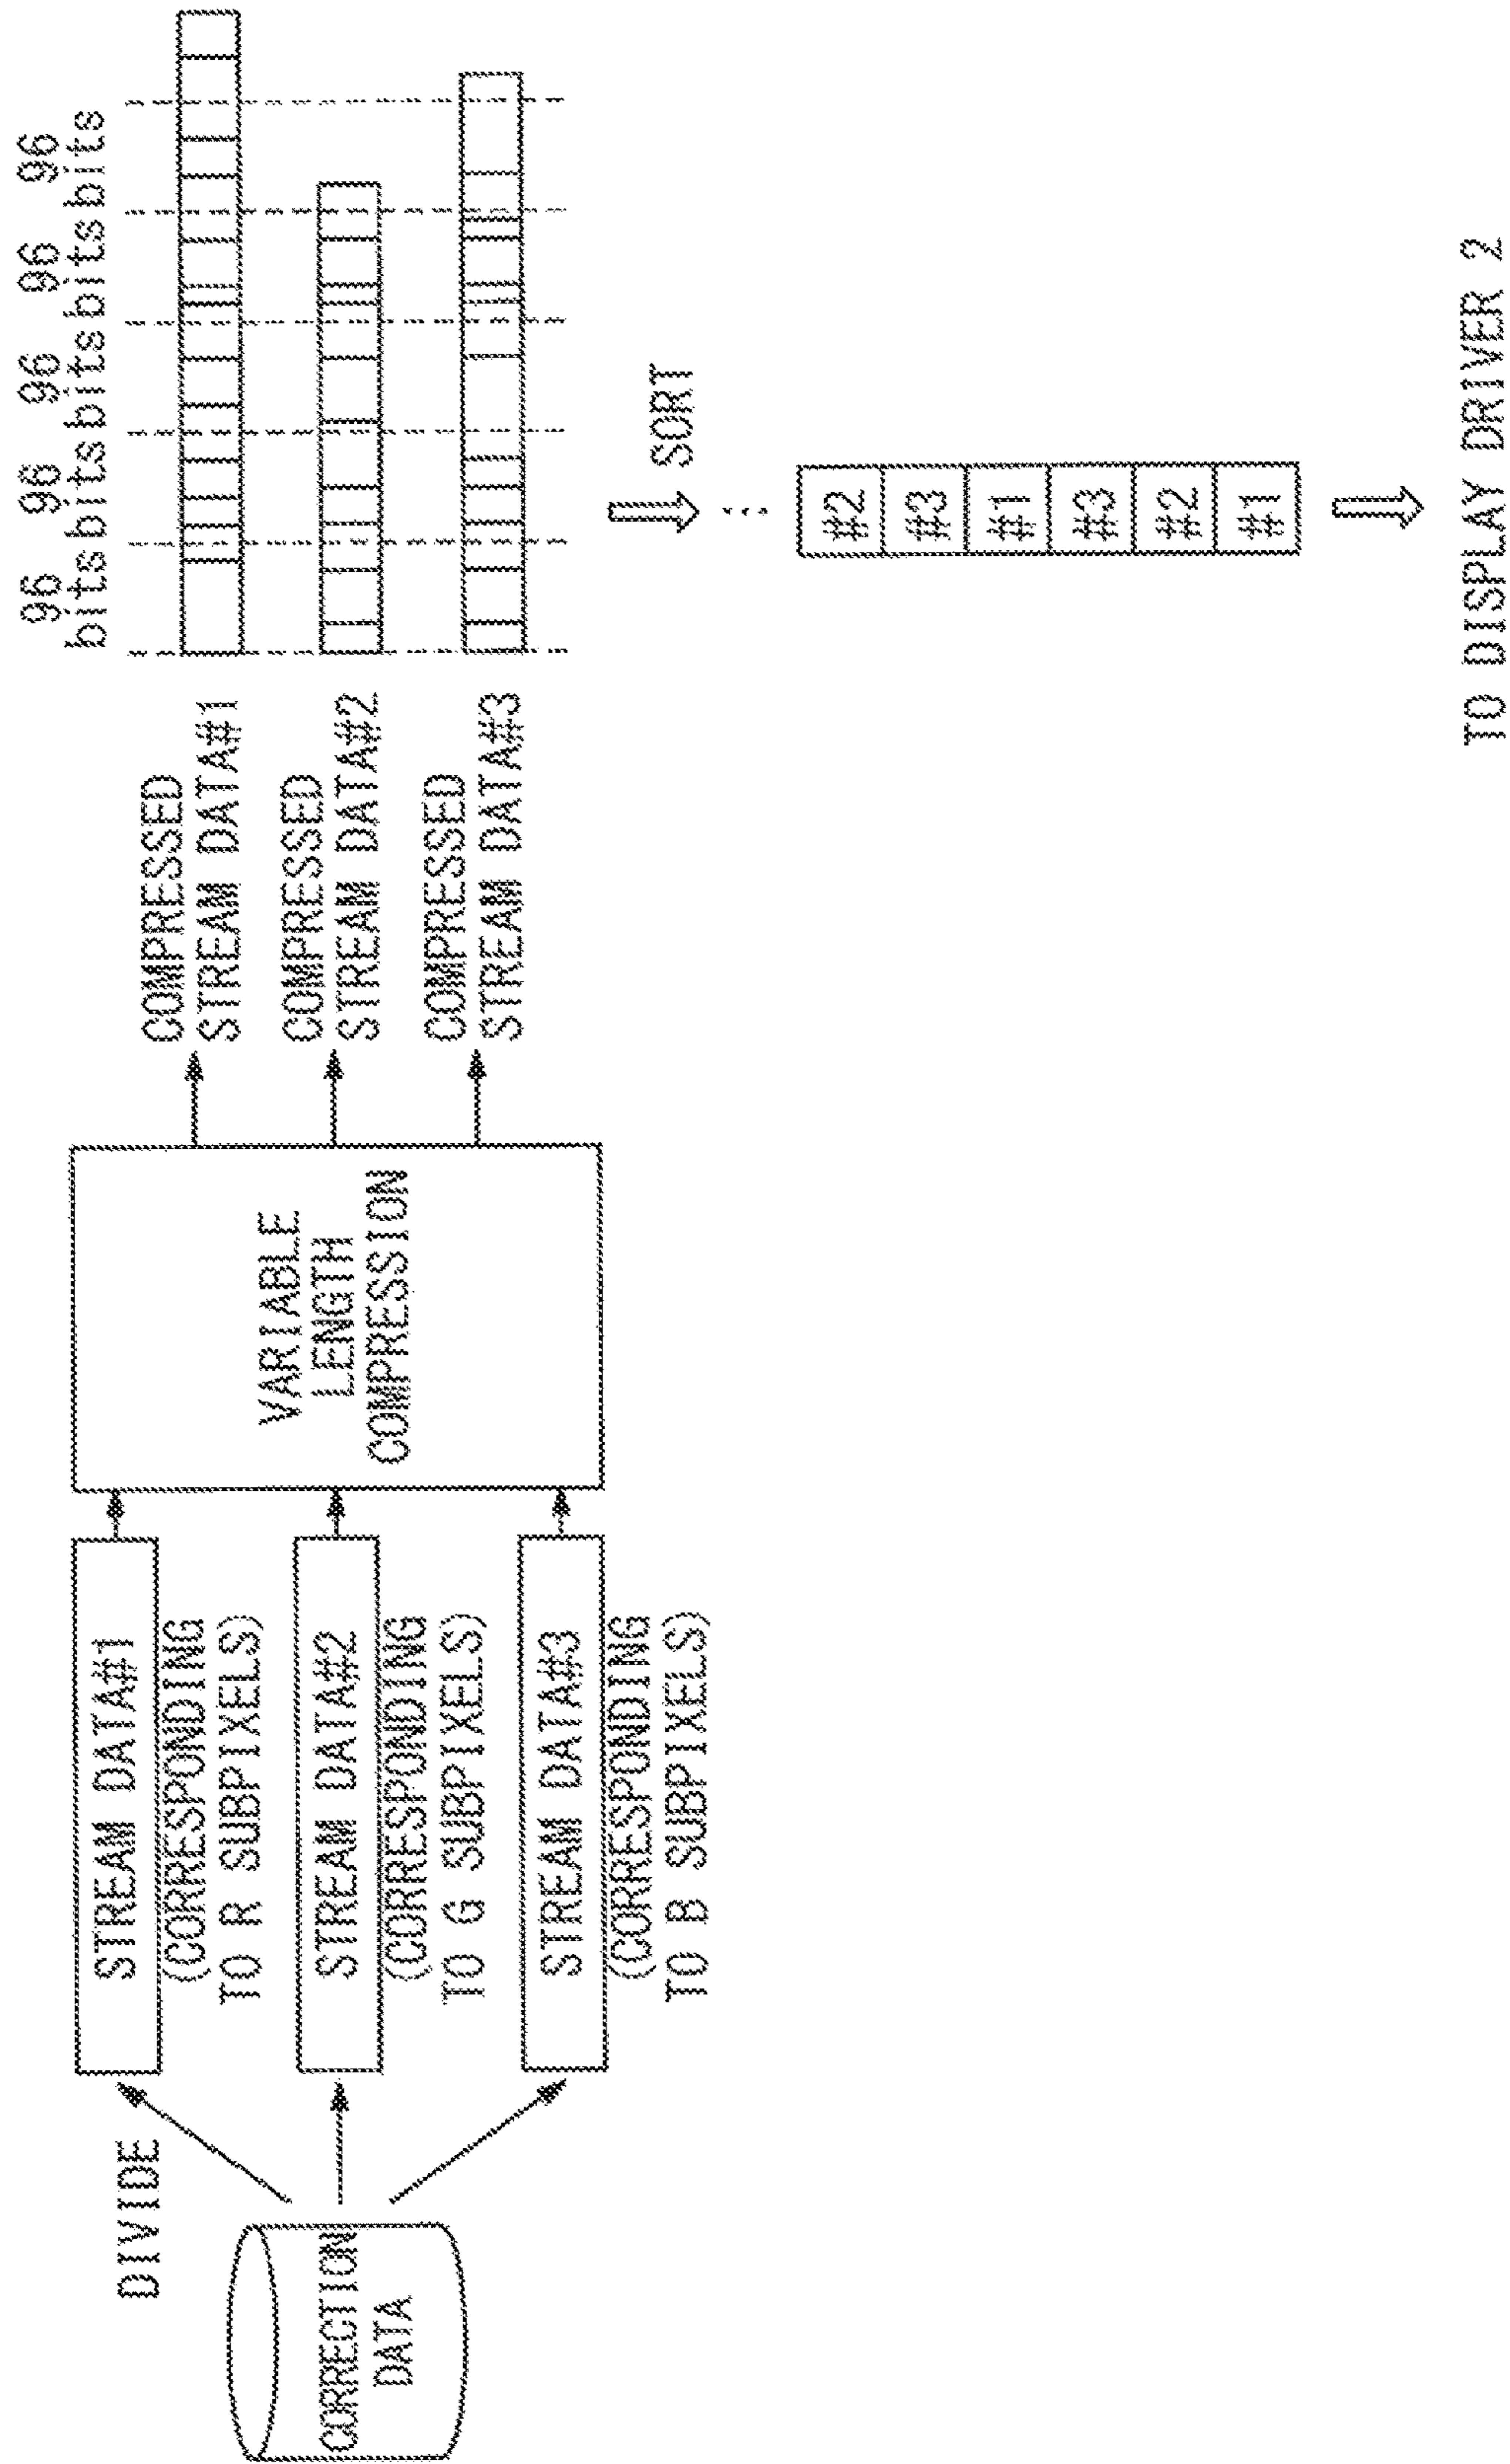 CORRECTION
DATA
DIVIDE
STREAM DATA#1
(CORRESPONDING
TO R SUBPIXELS)
STREAM DATA#2
(CORRESPONDING
TO G SUBPIXELS)
STREAM DATA#3
(CORRESPONDING
TO B SUBPIXELS)
VARIABLE
LENGTH
COMPRESSION
COMPRESSED
STREAM DATA#1
COMPRESSED
STREAM DATA#2
COMPRESSED
STREAM DATA#3
96 96 96 96 96
bits bits bits bits bits
SORT
#2
#3
#1
#3
#2
#1
TO DISPLAY DRIVER 2